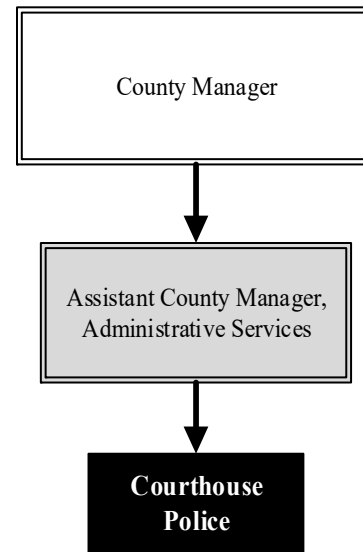 County Manager
Assistant County Manager,
Administrative Services
Courthouse
Police